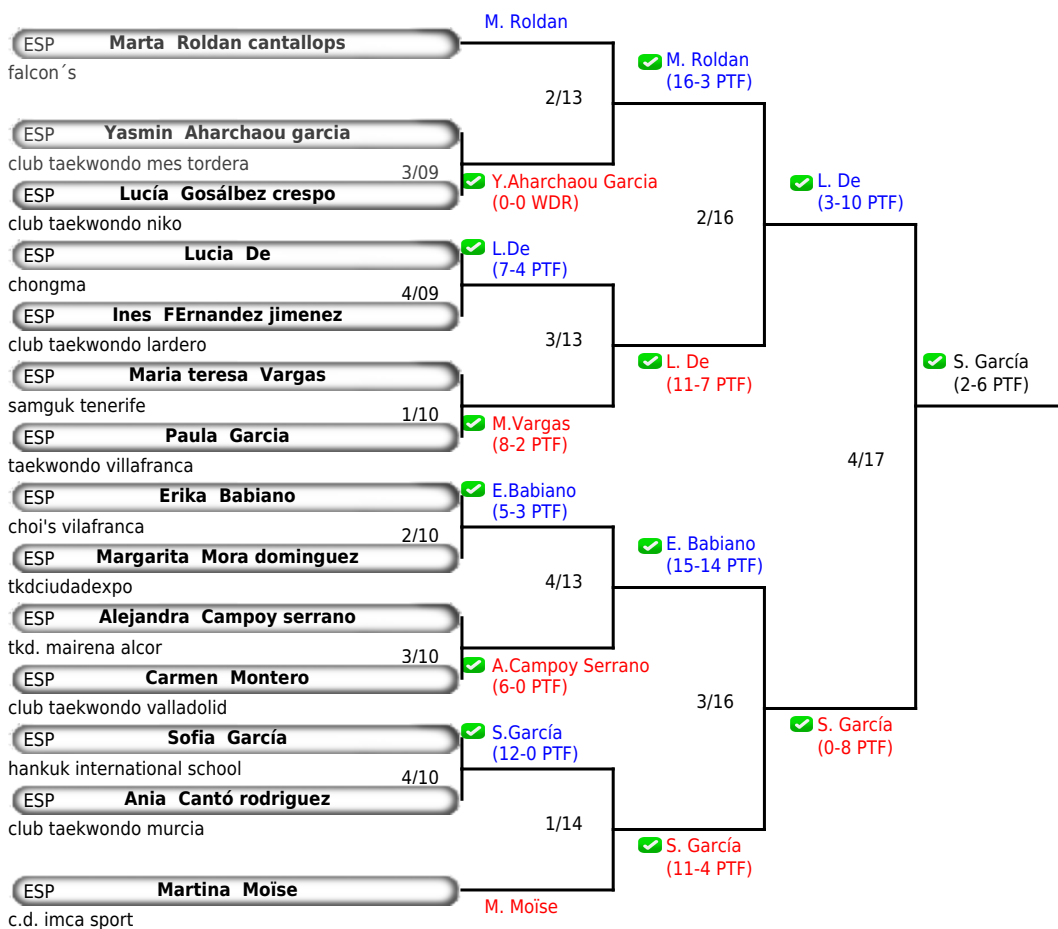 M. Roldan
ESP Marta Roldan cantallops
falcon´s
M. Roldan
(16-3 PTF)
2/13
ESP Yasmin Aharchaou garcia
club taekwondo mes tordera
3/09
Y.Aharchaou Garcia
(0-0 WDR)
ESP Lucía Gosálbez crespo
club taekwondo niko
L. De
(3-10 PTF)
2/16
ESP Lucia De
chongma
L.De
(7-4 PTF)
4/09
ESP Ines FErnandez jimenez
club taekwondo lardero
3/13
L. De
(11-7 PTF)
S. García
(2-6 PTF)
ESP Maria teresa Vargas
samguk tenerife
1/10
M.Vargas
(8-2 PTF)
ESP Paula Garcia
taekwondo villafranca
4/17
ESP Erika Babiano
choi's vilafranca
E.Babiano
(5-3 PTF)
2/10
ESP Margarita Mora dominguez
tkdciudadexpo
E. Babiano
(15-14 PTF)
4/13
ESP Alejandra Campoy serrano
tkd. mairena alcor
3/10
A.Campoy Serrano
(6-0 PTF)
ESP Carmen Montero
club taekwondo valladolid
3/16
S. García
(0-8 PTF)
ESP Sofia García
hankuk international school
S.García
(12-0 PTF)
4/10
ESP Ania Cantó rodriguez
club taekwondo murcia
1/14
S. García
(11-4 PTF)
ESP Martina Moïse
c.d. imca sport
M. Moïse